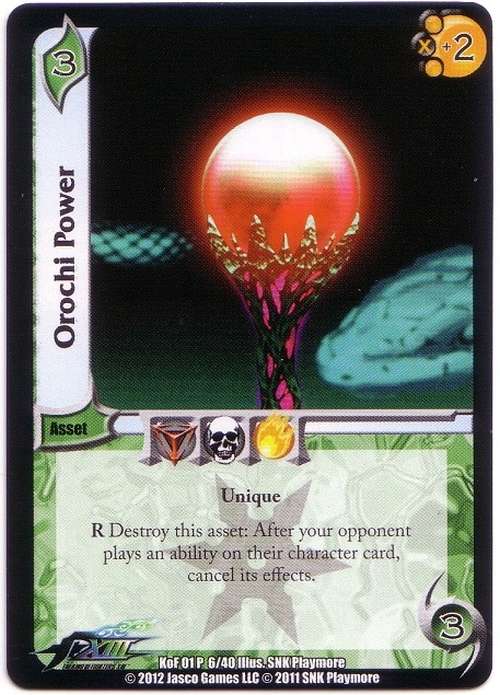 3
X +2
Orochi Power
Asset
Unique
R Destroy this asset: After your opponent
plays an ability on their character card,
cancel its effects.
3
XIII
KoF 01 P 6/40 Illus. SNK Playmore
© 2012 Jasco Games LLC © 2011 SNK Playmore